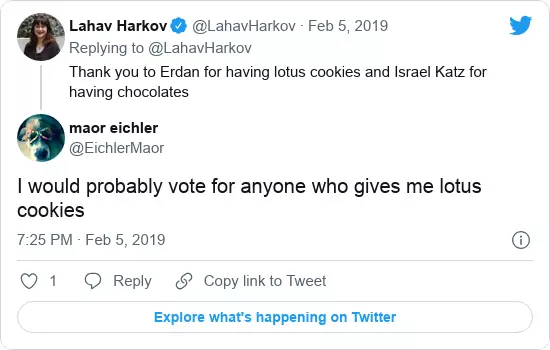 Lahav Harkov @LahavHarkov · Feb 5, 2019
Replying to @LahavHarkov
Thank you to Erdan for having lotus cookies and Israel Katz for
having chocolates
maor eichler
@EichlerMaor
I would probably vote for anyone who gives me lotus
cookies
7:25 PM · Feb 5, 2019
1 Reply Copy link to Tweet
Explore what's happening on Twitter